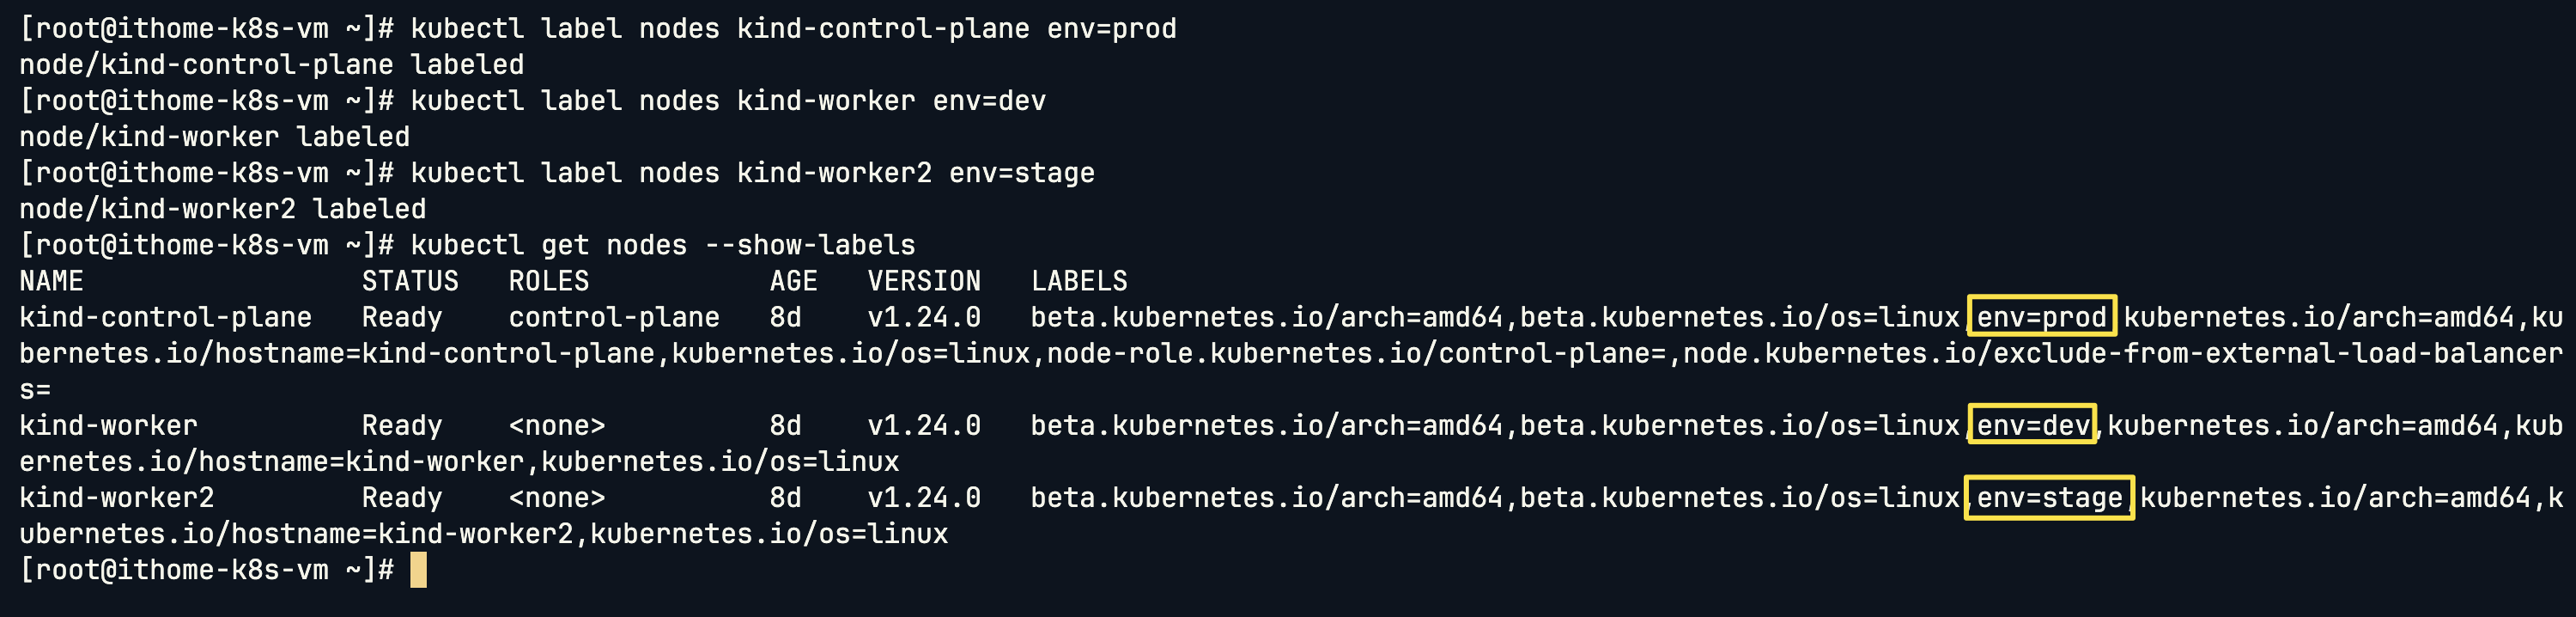 [root@ithome-k8s-vm ~]# kubectl label nodes kind-control-plane env=prod
node/kind-control-plane labeled
[root@ithome-k8s-vm ~]# kubectl label nodes kind-worker env=dev
node/kind-worker labeled
[root@ithome-k8s-vm ~]# kubectl label nodes kind-worker2 env=stage
node/kind-worker2 labeled
[root@ithome-k8s-vm ~]# kubectl get nodes --show-labels
NAME                 STATUS   ROLES           AGE   VERSION   LABELS
kind-control-plane   Ready    control-plane   8d    v1.24.0   beta.kubernetes.io/arch=amd64,beta.kubernetes.io/os=linux,env=prod,kubernetes.io/arch=amd64,ku
bernetes.io/hostname=kind-control-plane,kubernetes.io/os=linux,node-role.kubernetes.io/control-plane=,node.kubernetes.io/exclude-from-external-load-balancer
s=
kind-worker          Ready    <none>          8d    v1.24.0   beta.kubernetes.io/arch=amd64,beta.kubernetes.io/os=linux,env=dev,kubernetes.io/arch=amd64,kub
ernetes.io/hostname=kind-worker,kubernetes.io/os=linux
kind-worker2         Ready    <none>          8d    v1.24.0   beta.kubernetes.io/arch=amd64,beta.kubernetes.io/os=linux,env=stage,kubernetes.io/arch=amd64,k
ubernetes.io/hostname=kind-worker2,kubernetes.io/os=linux
[root@ithome-k8s-vm ~]#